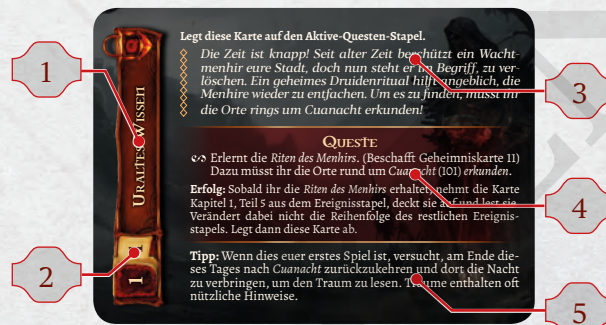 Legt diese Karte auf den Aktive-Questen-Stapel.
Die Zeit ist knapp! Seit alter Zeit beschützt ein Wacht-
menhir eure Stadt, doch nun steht er im Begriff, zu ver-
löschen. Ein geheimes Druidenritual hilft angeblich, die
Menhire wieder zu entfachen. Um es zu finden, müsst ihr
die Orte rings um Cuanacht erkunden!
Queste
Erlernt die Riten des Menhirs. (Beschafft Geheimniskarte 11)
Dazu müsst ihr die Orte rund um Cuanacht (101) erkunden.
Erfolg: Sobald ihr die Riten des Menhirs erhaltet, nehmt die Karte
Kapitel 1, Teil 5 aus dem Ereignisstapel, deckt sie auf und lest sie.
Verändert dabei nicht die Reihenfolge des restlichen Ereignis-
stapels. Legt dann diese Karte ab.
Tipp: Wenn dies euer erstes Spiel ist, versucht, am Ende die-
ses Tages nach Cuanacht zurückzukehren und dort die Nacht
zu verbringen, um den Traum zu lesen. Träume enthalten oft
nützliche Hinweise.
Uraltes Wissen
1
1
2
3
4
5